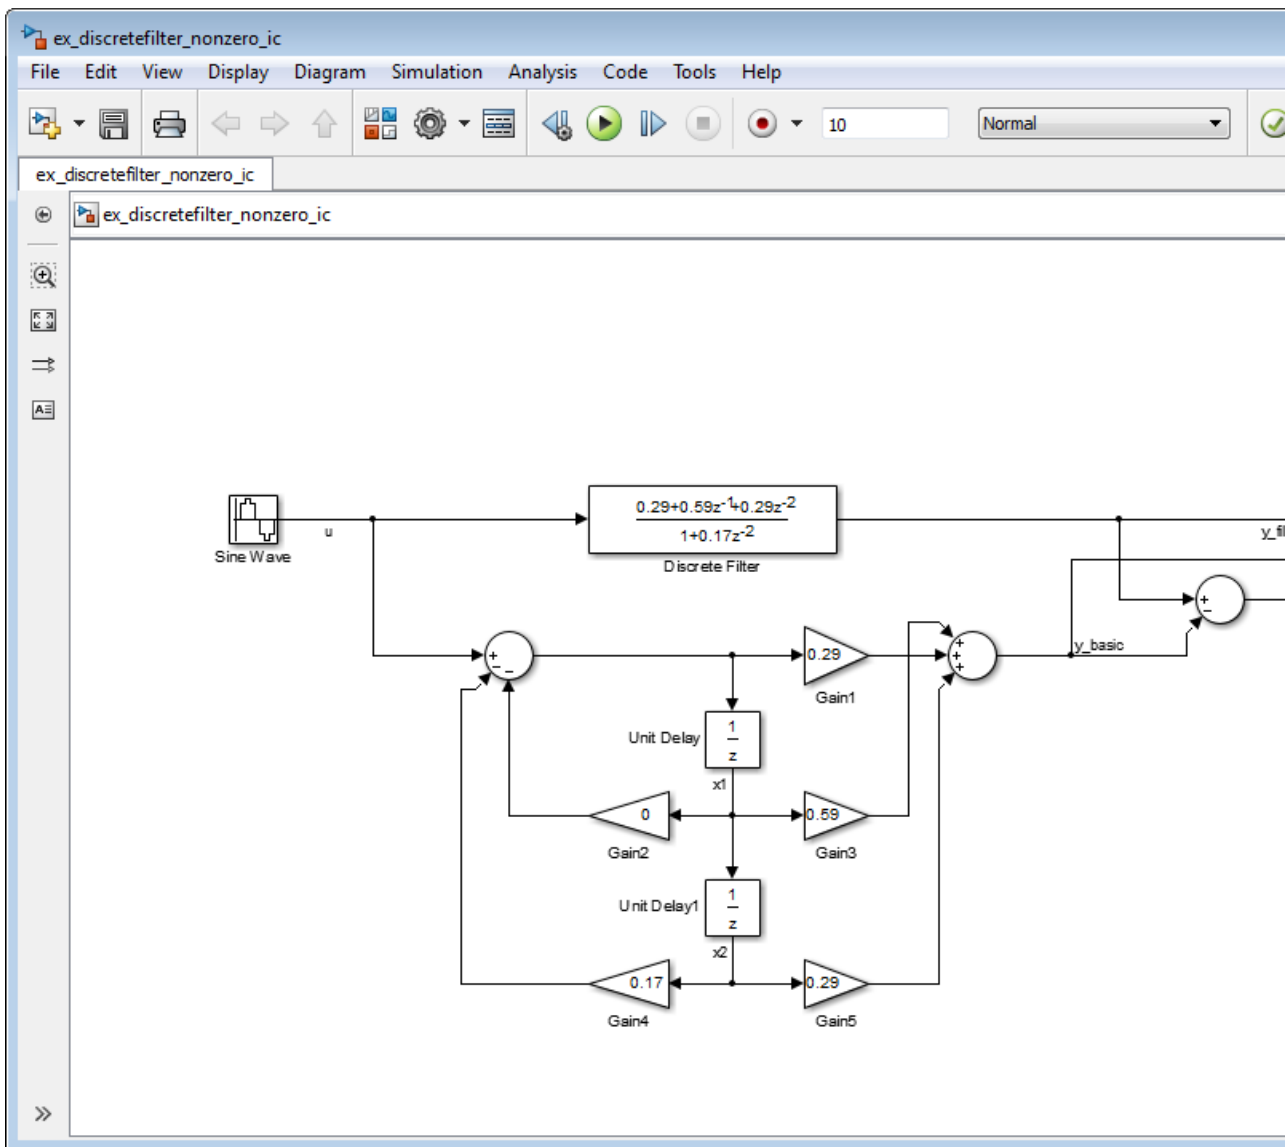 ex_discretefilter_nonzero_ic
File Edit View Display Diagram Simulation Analysis Code Tools Help
10 Normal
ex_discretefilter_nonzero_ic
ex_discretefilter_nonzero_ic
0.29+0.59z-1+0.29z-2
1+0.17z-2
u
y_fil
Sine Wave
Discrete Filter
+
−
+
− −
0.29
+
+
+
y_basic
Gain1
Unit Delay
1
z
x1
0
0.59
Gain2
Gain3
Unit Delay1
1
z
x2
0.17
0.29
Gain4
Gain5